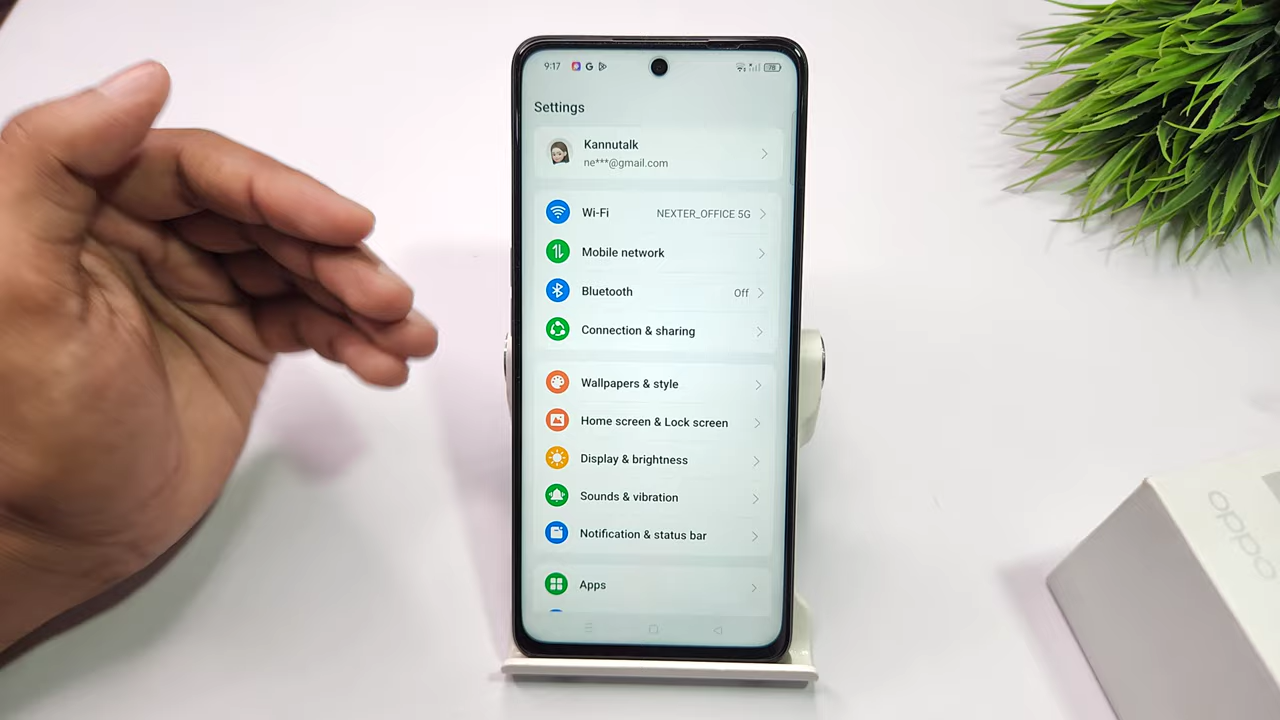 9:17
78
Settings
Kannutalk
ne***@gmail.com
Wi-Fi NEXTER_OFFICE 5G
Mobile network
Bluetooth Off
Connection & sharing
Wallpapers & style
Home screen & Lock screen
Display & brightness
Sounds & vibration
Notification & status bar
Apps
oppo